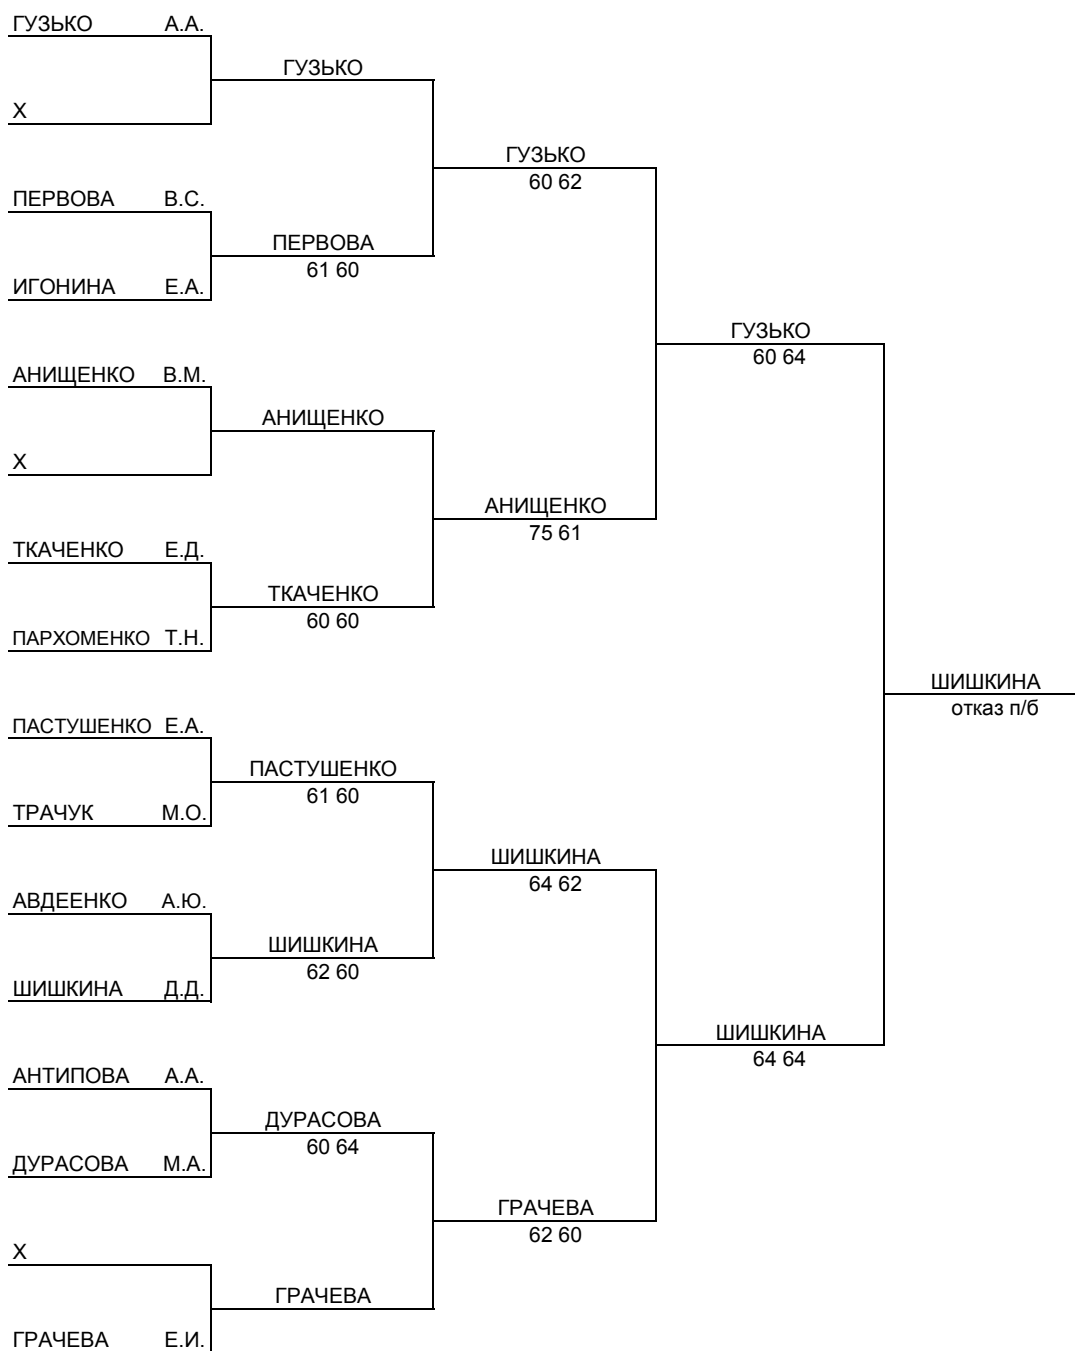 ГУЗЬКО А.А.
ГУЗЬКО
Х
ГУЗЬКО
60 62
ПЕРВОВА В.С.
ПЕРВОВА
61 60
ИГОНИНА Е.А.
ГУЗЬКО
60 64
АНИЩЕНКО В.М.
АНИЩЕНКО
Х
АНИЩЕНКО
75 61
ТКАЧЕНКО Е.Д.
ТКАЧЕНКО
60 60
ПАРХОМЕНКО Т.Н.
ШИШКИНА
отказ п/б
ПАСТУШЕНКО Е.А.
ПАСТУШЕНКО
61 60
ТРАЧУК М.О.
ШИШКИНА
64 62
АВДЕЕНКО А.Ю.
ШИШКИНА
62 60
ШИШКИНА Д.Д.
ШИШКИНА
64 64
АНТИПОВА А.А.
ДУРАСОВА
60 64
ДУРАСОВА М.А.
ГРАЧЕВА
62 60
Х
ГРАЧЕВА
ГРАЧЕВА Е.И.